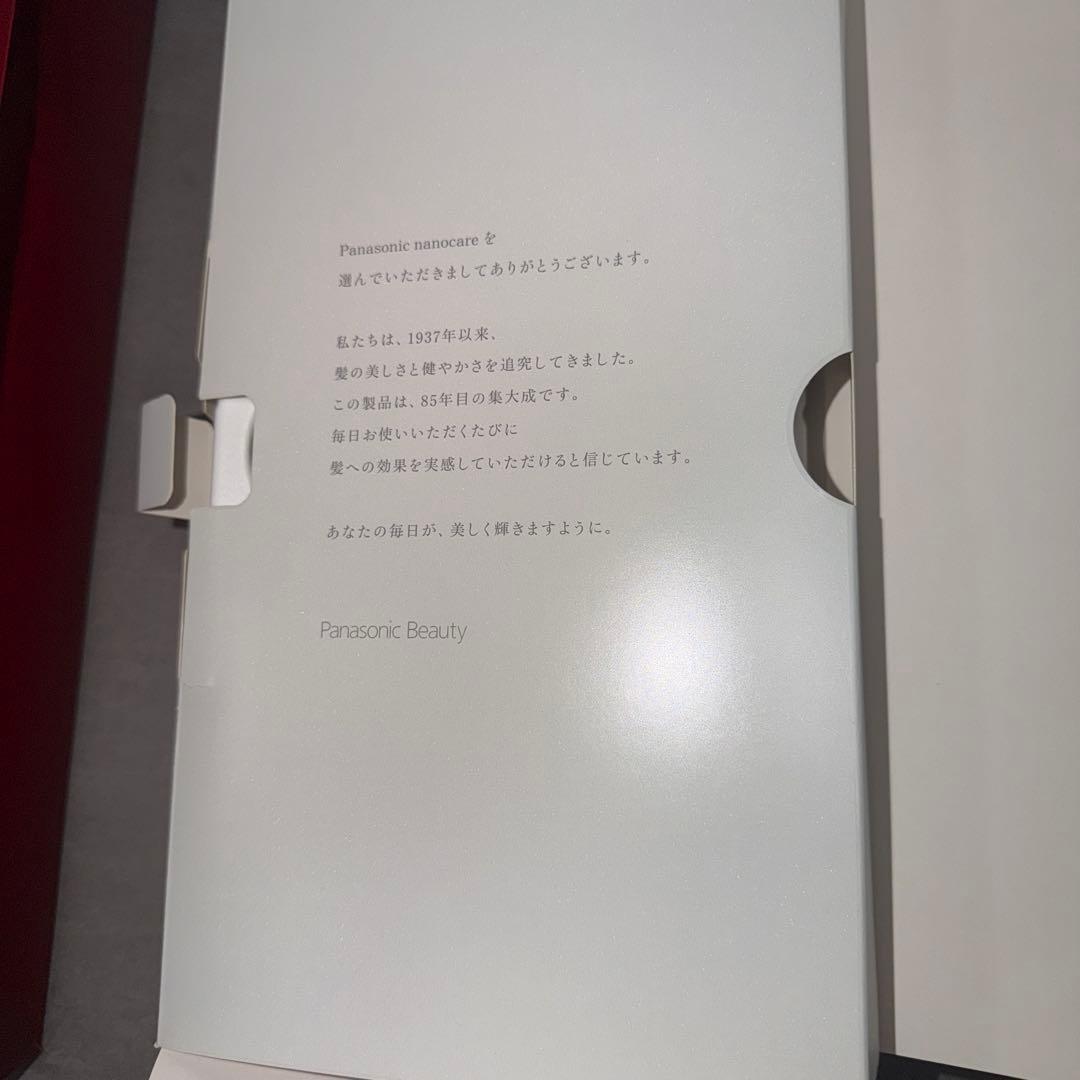 Panasonic nanocare を
選んでいただきましてありがとうございます。
私たちは、1937年以来、
髪の美しさと健やかさを追究してきました。
この製品は、85年目の集大成です。
毎日お使いいただくたびに
髪への効果を実感していただけると信じています。
あなたの毎日が、美しく輝きますように。
Panasonic Beauty